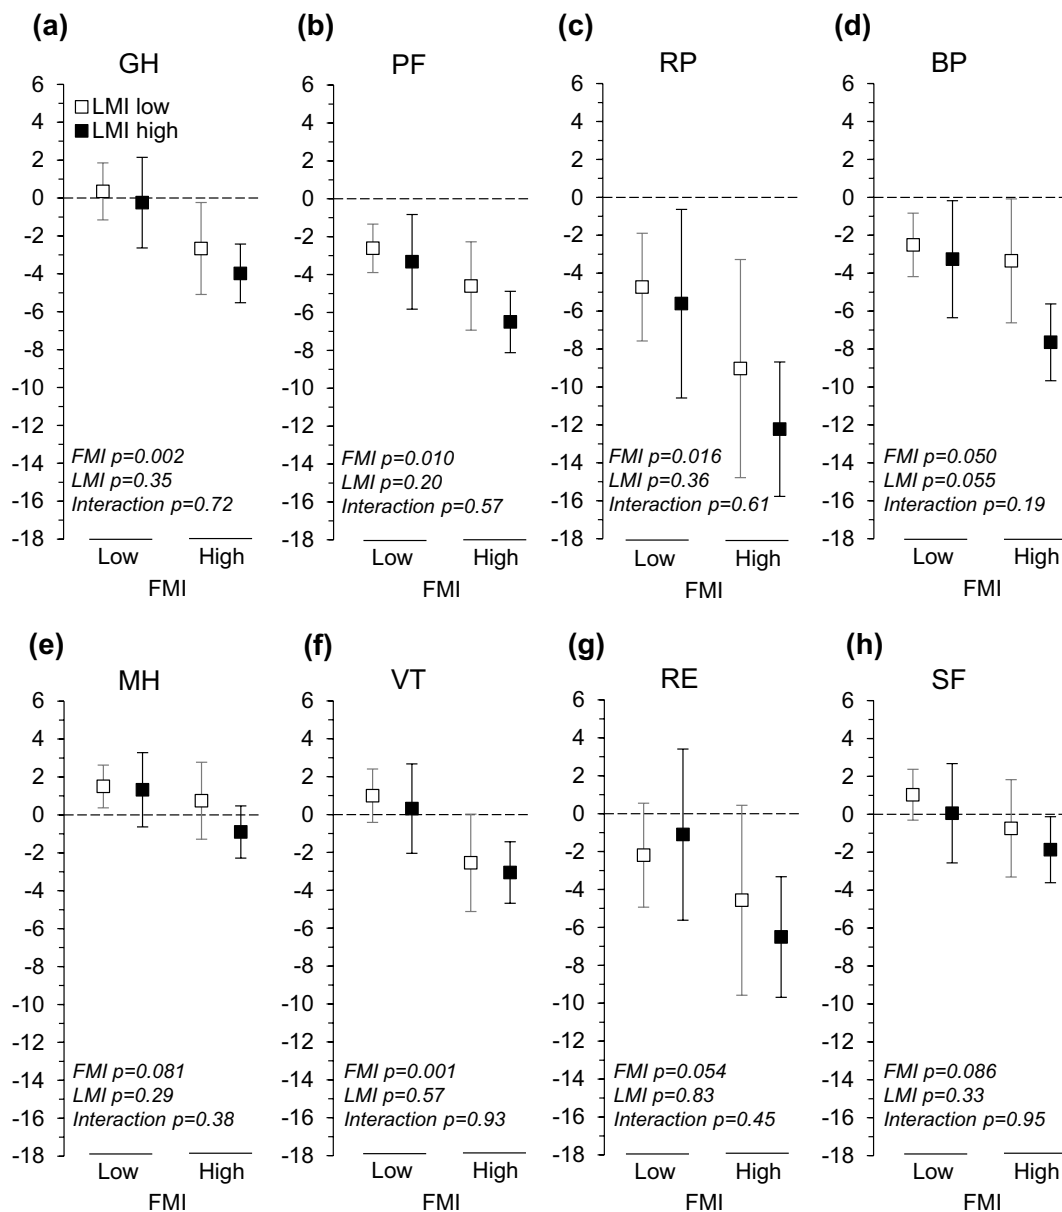 (a) (b) (c) (d)
GH PF RP BP
6 6 6 6
LMI low
4 4 4 4
LMI high
2 2 2 2
0 0 0 0
-2 -2 -2 -2
-4 -4 -4 -4
-6 -6 -6 -6
-8 -8 -8 -8
-10 -10 -10 -10
-12 -12 -12 -12
FMI p=0.002 FMI p=0.010 FMI p=0.016 FMI p=0.050
-14 -14 -14 -14
LMI p=0.35 LMI p=0.20 LMI p=0.36 LMI p=0.055
-16 -16 -16 -16
Interaction p=0.72 Interaction p=0.57 Interaction p=0.61 Interaction p=0.19
-18 -18 -18 -18
Low High Low High Low High Low High
FMI FMI FMI FMI
(e) (f) (g) (h)
MH VT RE SF
6 6 6 6
4 4 4 4
2 2 2 2
0 0 0 0
-2 -2 -2 -2
-4 -4 -4 -4
-6 -6 -6 -6
-8 -8 -8 -8
-10 -10 -10 -10
-12 -12 -12 -12
FMI p=0.081 FMI p=0.001 FMI p=0.054 FMI p=0.086
-14 -14 -14 -14
LMI p=0.29 LMI p=0.57 LMI p=0.83 LMI p=0.33
-16 -16 -16 -16
Interaction p=0.38 Interaction p=0.93 Interaction p=0.45 Interaction p=0.95
-18 -18 -18 -18
Low High Low High Low High Low High
FMI FMI FMI FMI